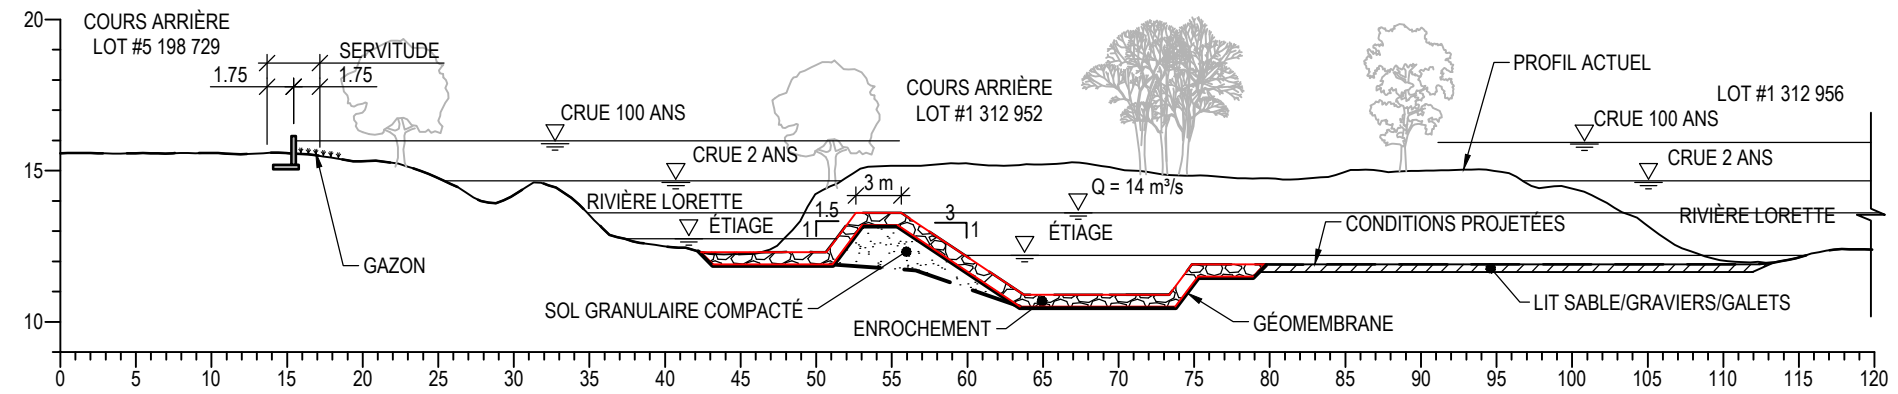 20
15
10
COURS ARRIÈRE
LOT #5 198 729
SERVITUDE
1.75
1.75
CRUE 100 ANS
CRUE 2 ANS
RIVIÈRE LORETTE
ÉTIAGE
GAZON
COURS ARRIÈRE
LOT #1 312 952
3 m
1.5
1
3
1
Q = 14 m³/s
ÉTIAGE
SOL GRANULAIRE COMPACTÉ
ENROCHEMENT
GÉOMEMBRANE
PROFIL ACTUEL
LOT #1 312 956
CRUE 100 ANS
CRUE 2 ANS
CONDITIONS PROJETÉES
RIVIÈRE LORETTE
LIT SABLE/GRAVIERS/GALETS
0 5 10 15 20 25 30 35 40 45 50 55 60 65 70 75 80 85 90 95 100 105 110 115 120